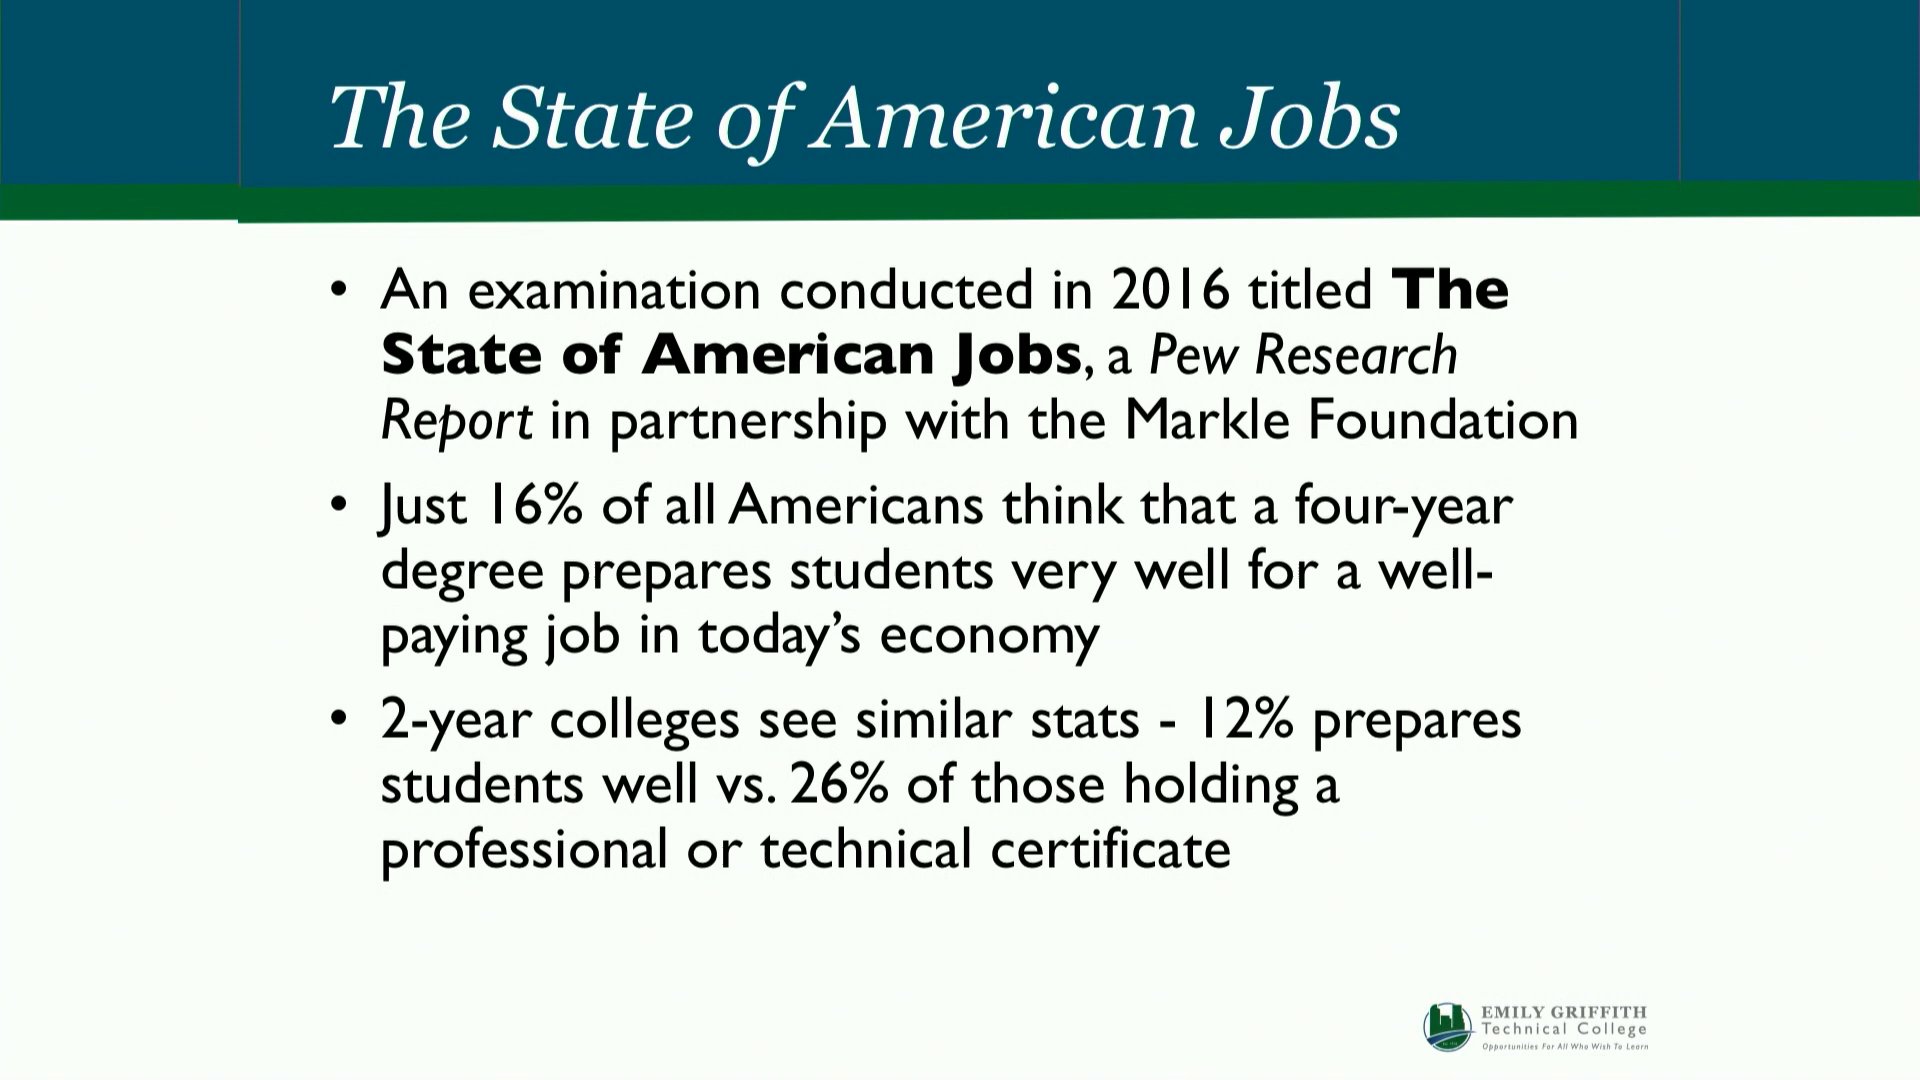 The State of American Jobs
• An examination conducted in 2016 titled The
State of American Jobs, a Pew Research
Report in partnership with the Markle Foundation
• Just 16% of all Americans think that a four-year
degree prepares students very well for a well-
paying job in today’s economy
• 2-year colleges see similar stats - 12% prepares
students well vs. 26% of those holding a
professional or technical certificate
EMILY GRIFFITH
Technical College
Opportunities For All Who Wish To Learn